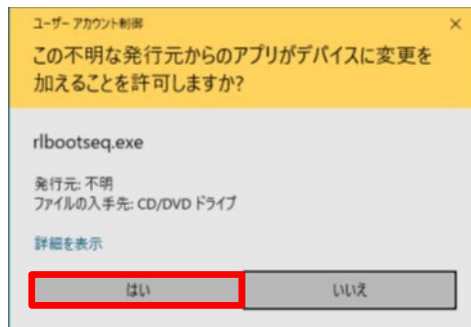 ユーザー アカウント制御
この不明な発行元からのアプリがデバイスに変更を
加えることを許可しますか?
rlbootseq.exe
発行元: 不明
ファイルの入手先: CD/DVD ドライブ
詳細を表示
はい
いいえ